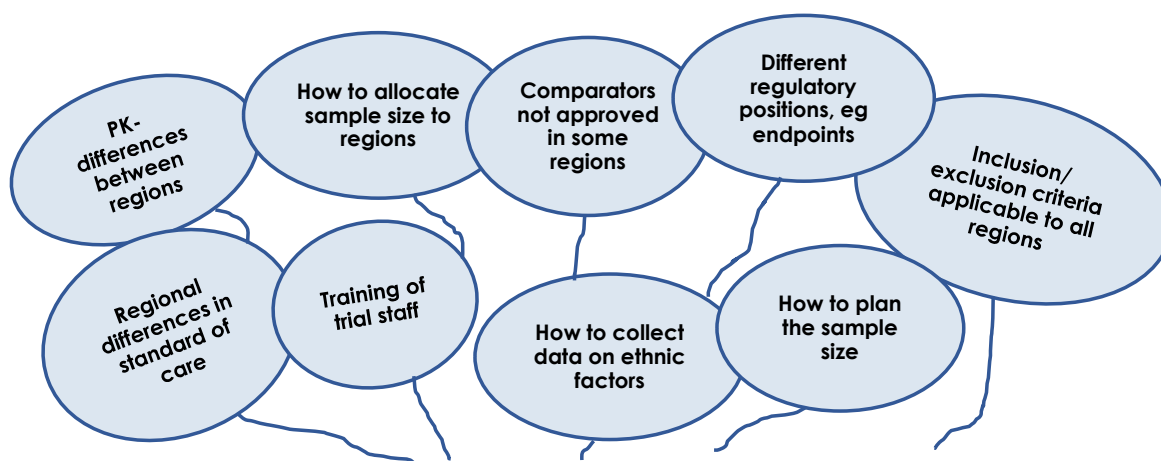 PK-
differences
between
regions
How to allocate
sample size to
regions
Comparators
not approved
in some
regions
Different
regulatory
positions, eg
endpoints
Inclusion/
exclusion criteria
applicable to all
regions
Regional
differences in
standard of
care
Training of
trial staff
How to collect
data on ethnic
factors
How to plan
the sample
size